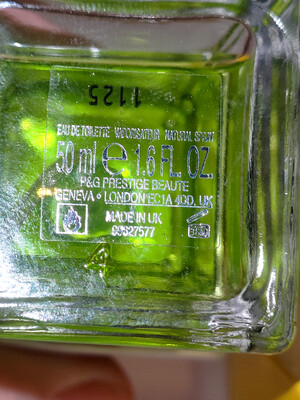 1125
EAU DE TOILETTE VAPORISATEUR NATURAL SPRAY
50 ml e 1.6 FL. OZ.
P&G PRESTIGE BEAUTE
GENEVA • LONDON EC1A 4DD, UK
MADE IN UK